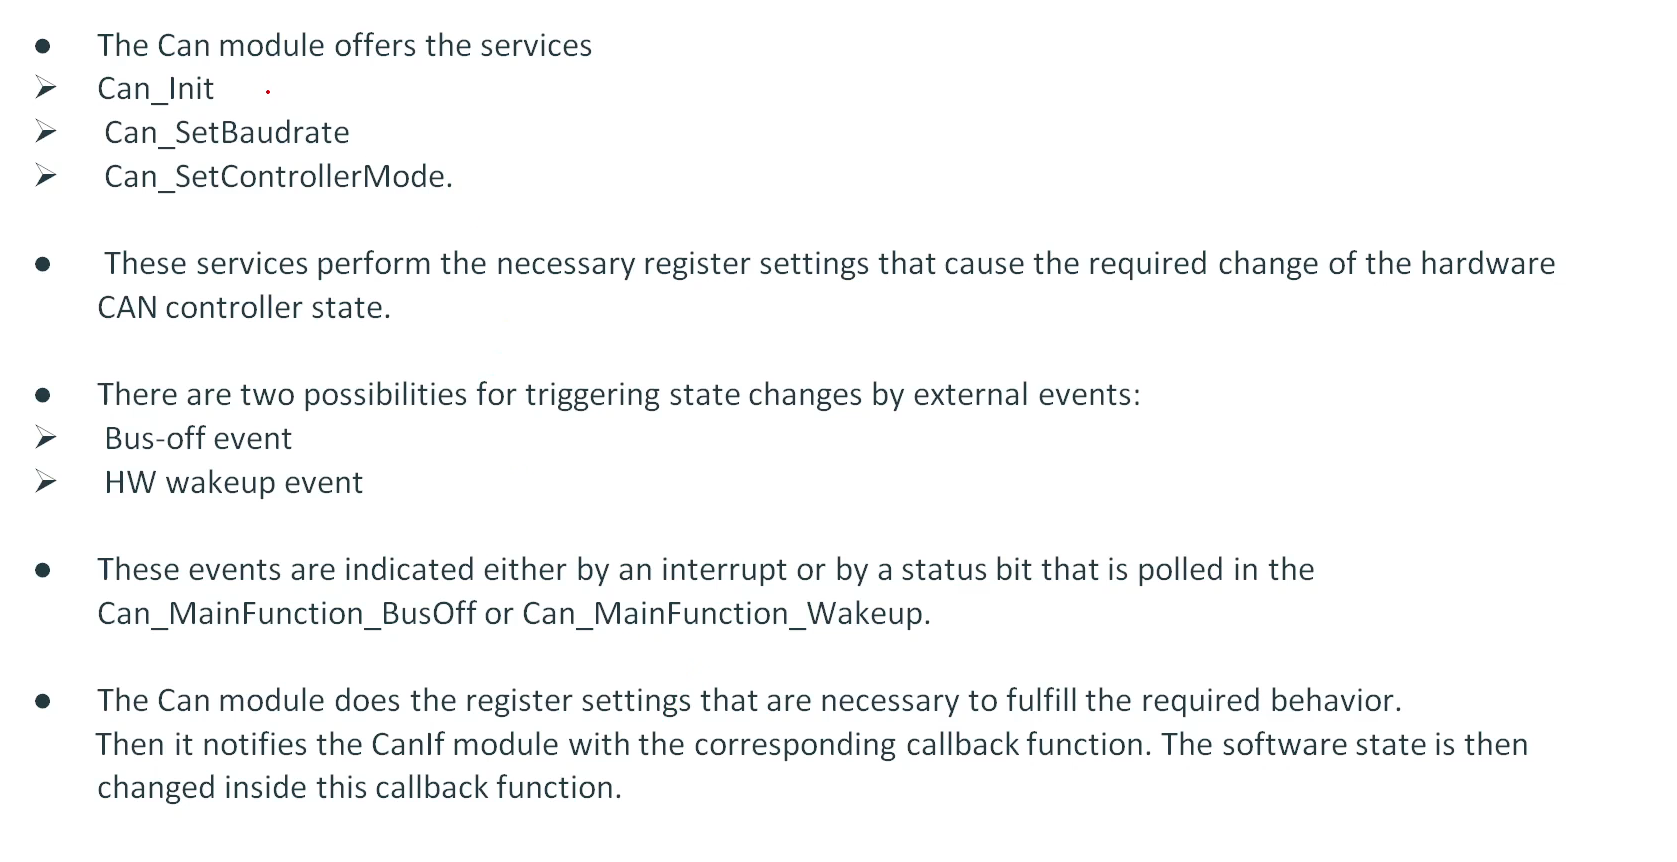 ● The Can module offers the services
➢ Can_Init
➢ Can_SetBaudrate
➢ Can_SetControllerMode.
● These services perform the necessary register settings that cause the required change of the hardware
CAN controller state.
● There are two possibilities for triggering state changes by external events:
➢ Bus-off event
➢ HW wakeup event
● These events are indicated either by an interrupt or by a status bit that is polled in the
Can_MainFunction_BusOff or Can_MainFunction_Wakeup.
● The Can module does the register settings that are necessary to fulfill the required behavior.
Then it notifies the CanIf module with the corresponding callback function. The software state is then
changed inside this callback function.